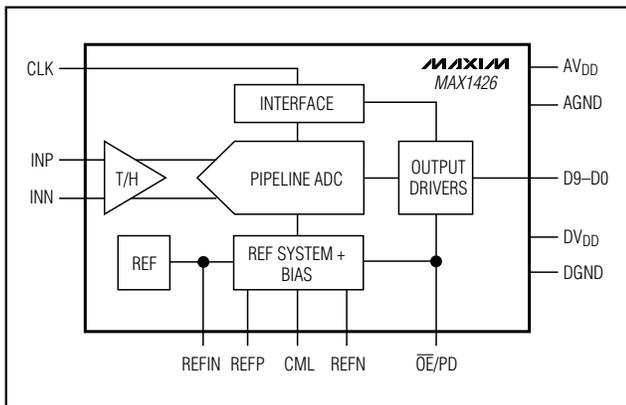 CLK
MAXIM
MAX1426
AVDD
AGND
INTERFACE
INP
INN
T/H
PIPELINE ADC
OUTPUT
DRIVERS
D9–D0
REF
REF SYSTEM +
BIAS
DVDD
DGND
REFIN
REFP
CML
REFN
O̅E̅/PD